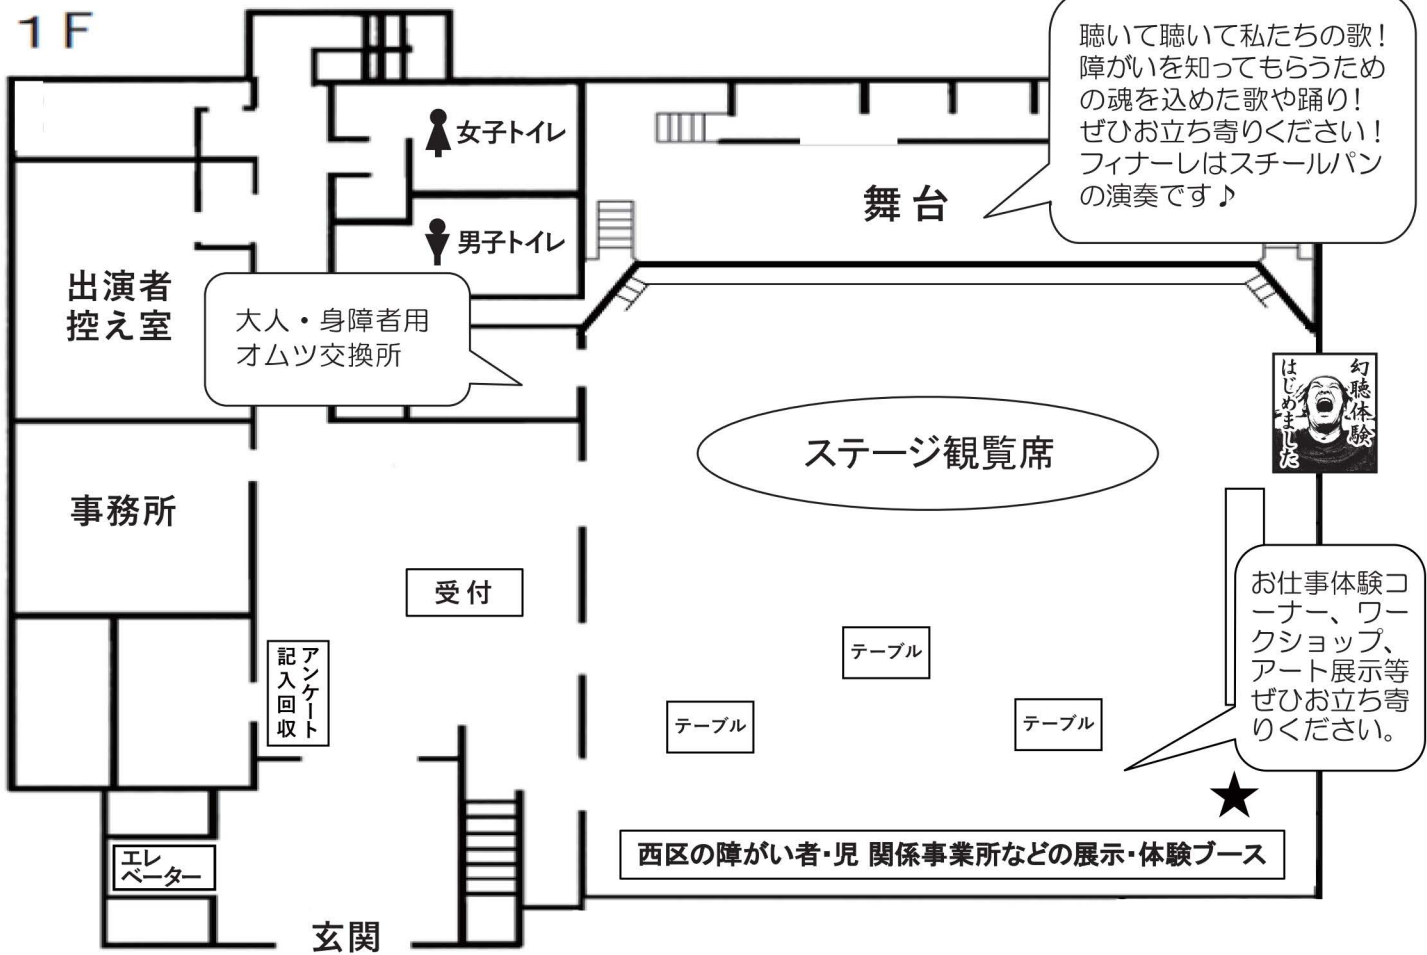 １Ｆ
聴いて聴いて私たちの歌！
障がいを知ってもらうため
の魂を込めた歌や踊り！
ぜひお立ち寄りください！
フィナーレはスチールパン
の演奏です♪
女子トイレ
舞台
男子トイレ
出演者
控え室
大人・身障者用
オムツ交換所
幻聴体験
はじめました
ステージ観覧席
事務所
受付
お仕事体験コ
ーナー、ワー
クショップ、
アート展示等
ぜひお立ち寄
りください。
アンケート
記入回収
テーブル
テーブル
テーブル
★
西区の障がい者・児 関係事業所などの展示・体験ブース
エレ
ベーター
玄関